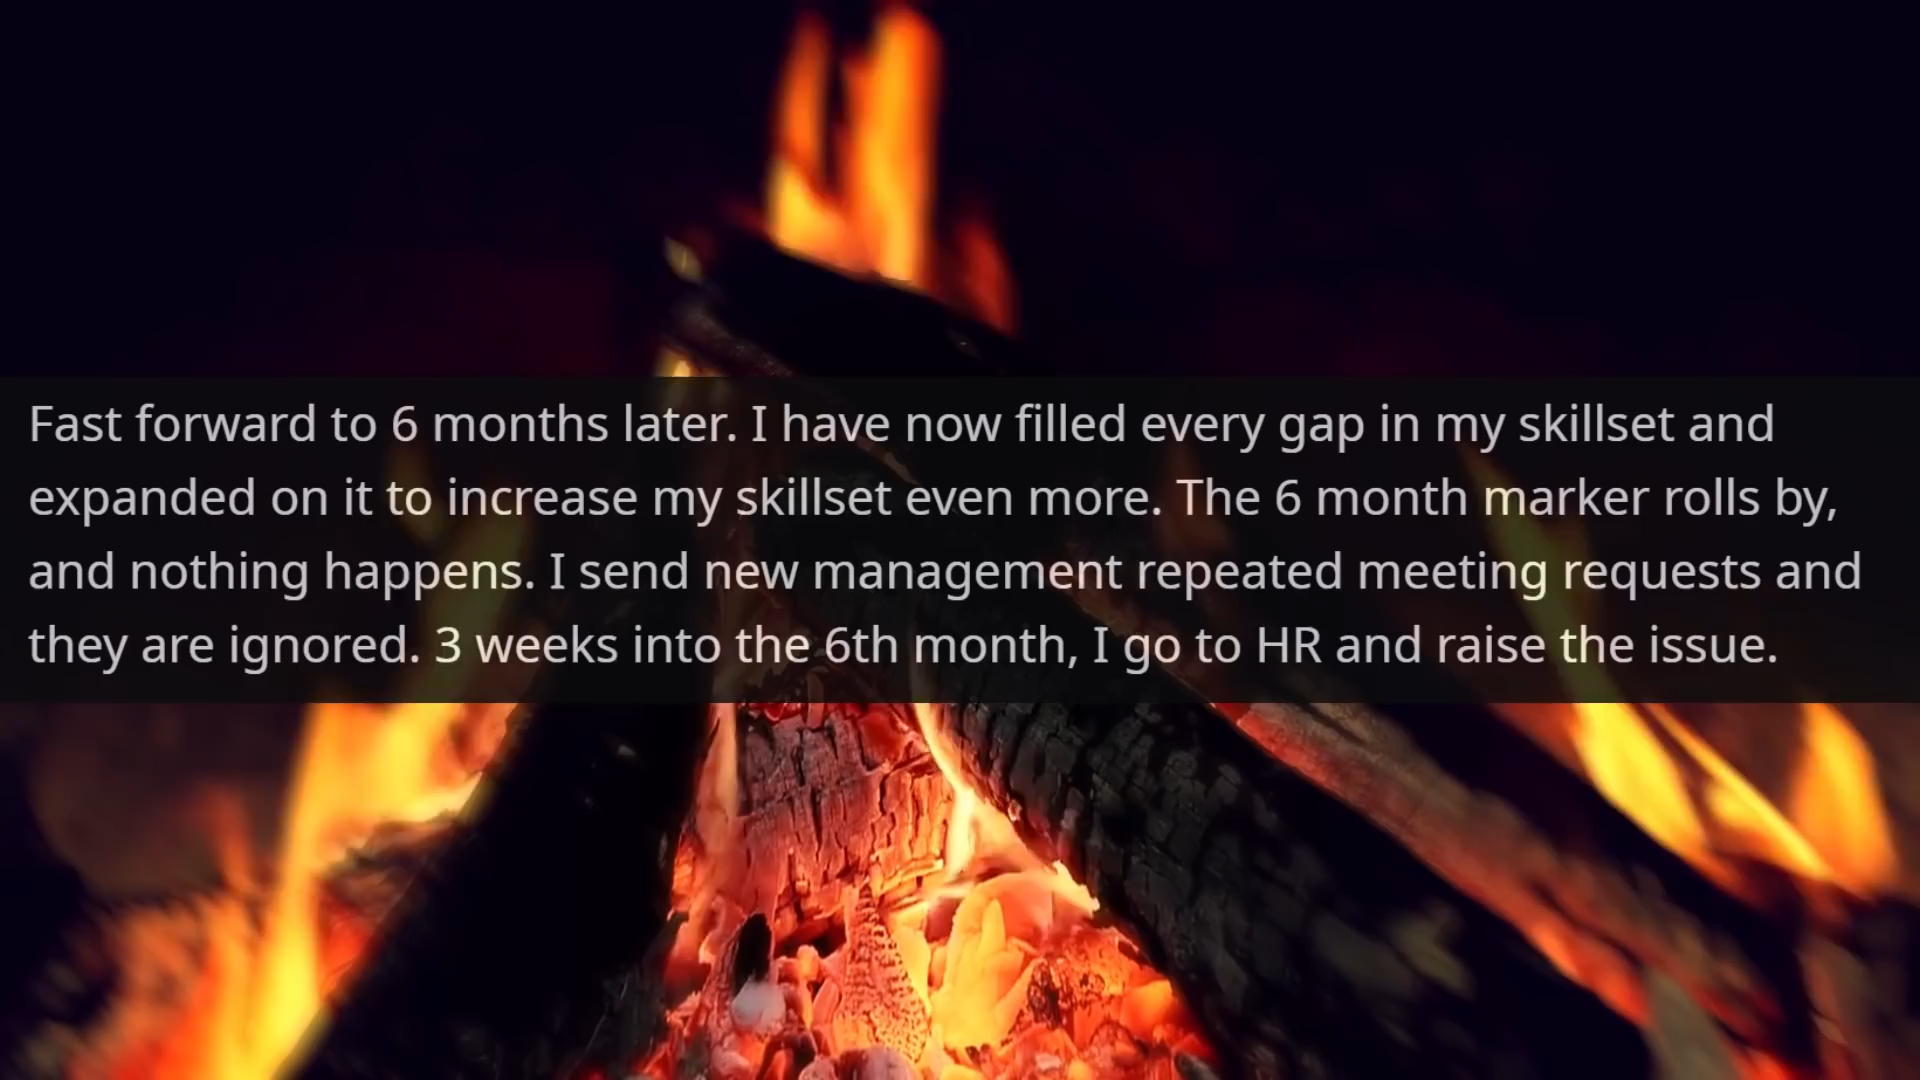 Fast forward to 6 months later. I have now filled every gap in my skillset and
expanded on it to increase my skillset even more. The 6 month marker rolls by,
and nothing happens. I send new management repeated meeting requests and
they are ignored. 3 weeks into the 6th month, I go to HR and raise the issue.